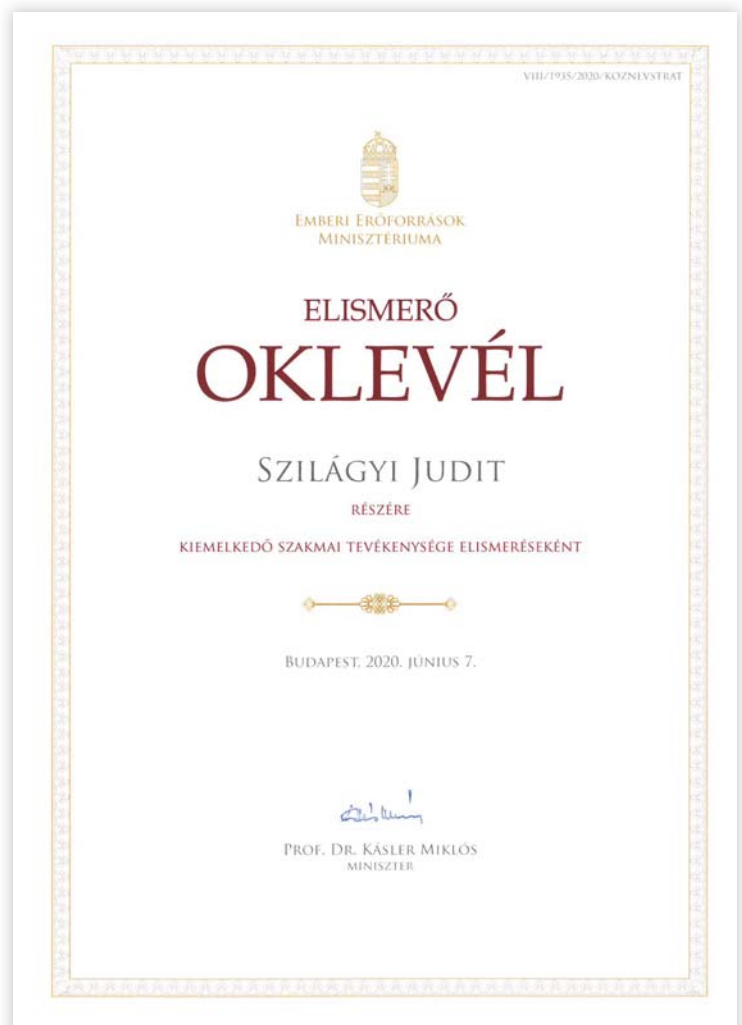 VIII/1935/2020/KOZNEVSTRAT
EMBERI ERŐFORRÁSOK
MINISZTÉRIUMA
ELISMERŐ
OKLEVÉL
SZILÁGYI JUDIT
RÉSZÉRE
KIEMELKEDŐ SZAKMAI TEVÉKENYSÉGE ELISMERÉSEKÉNT
BUDAPEST, 2020. JÚNIUS 7.
PROF. DR. KÁSLER MIKLÓS
MINISZTER